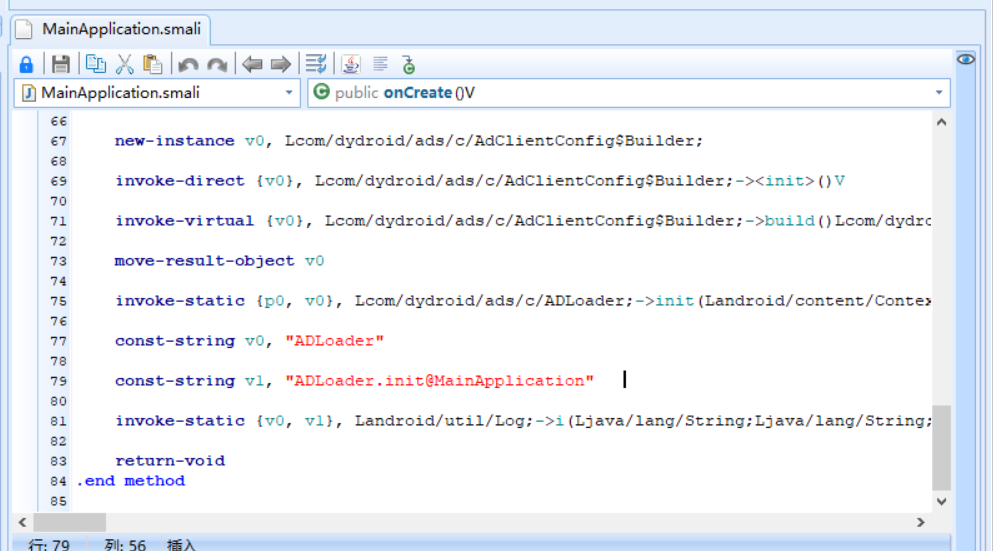 MainApplication.smali
MainApplication.smali
public onCreate()V
66
67 new-instance v0, Lcom/dydroid/ads/c/AdClientConfig$Builder;
68
69 invoke-direct {v0}, Lcom/dydroid/ads/c/AdClientConfig$Builder;-><init>()V
70
71 invoke-virtual {v0}, Lcom/dydroid/ads/c/AdClientConfig$Builder;->build()Lcom/dydro
72
73 move-result-object v0
74
75 invoke-static {p0, v0}, Lcom/dydroid/ads/c/ADLoader;->init(Landroid/content/Contex
76
77 const-string v0, "ADLoader"
78
79 const-string v1, "ADLoader.init@MainApplication"
80
81 invoke-static {v0, v1}, Landroid/util/Log;->i(Ljava/lang/String;Ljava/lang/String;
82
83 return-void
84 .end method
85
行: 79 列: 56 插入